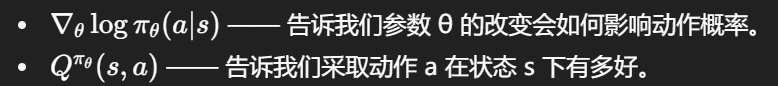 • ∇θ log πθ(a|s) —— 告诉我们参数 θ 的改变会如何影响动作概率。
• Q^πθ(s, a) —— 告诉我们采取动作 a 在状态 s 下有多好。